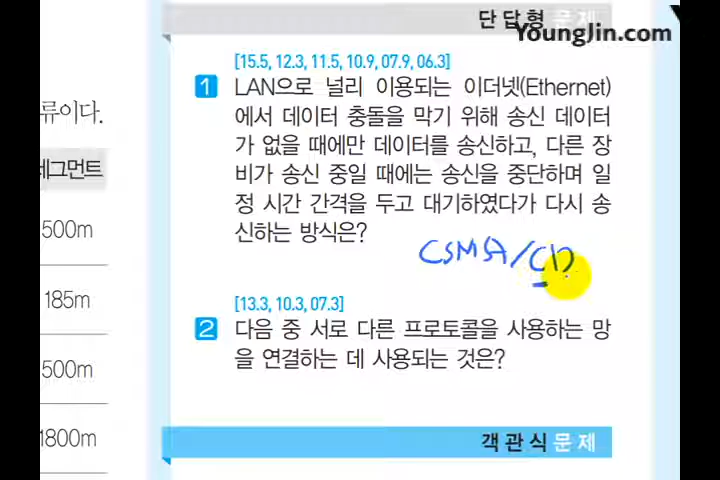 단답형 문제
YoungJin.com
[15.5, 12.3, 11.5, 10.9, 07.9, 06.3]
1 LAN으로 널리 이용되는 이더넷(Ethernet)
에서 데이터 충돌을 막기 위해 송신 데이터
가 없을 때에만 데이터를 송신하고, 다른 장
비가 송신 중일 때에는 송신을 중단하며 일
정 시간 간격을 두고 대기하였다가 다시 송
신하는 방식은?
CSMA/CD
[13.3, 10.3, 07.3]
2 다음 중 서로 다른 프로토콜을 사용하는 망
을 연결하는 데 사용되는 것은?
객관식 문제
류이다.
세그먼트
500m
185m
500m
1800m